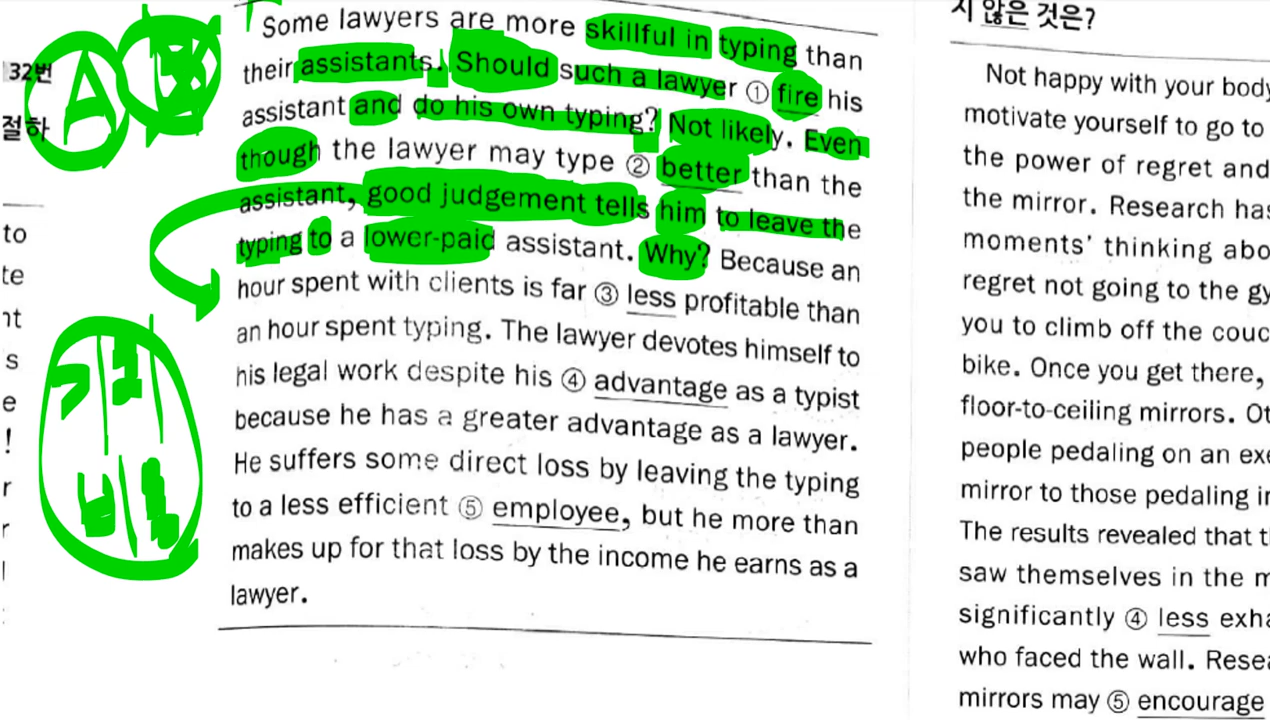 32번
절하
A B
to
te
nt
s
e
!
r
r
기 회
비 용
Some lawyers are more skillful in typing than
their assistants. Should such a lawyer ① fire his
assistant and do his own typing? Not likely. Even
though the lawyer may type ② better than the
assistant, good judgement tells him to leave the
typing to a lower-paid assistant. Why? Because an
hour spent with clients is far ③ less profitable than
an hour spent typing. The lawyer devotes himself to
his legal work despite his ④ advantage as a typist
because he has a greater advantage as a lawyer.
He suffers some direct loss by leaving the typing
to a less efficient ⑤ employee, but he more than
makes up for that loss by the income he earns as a
lawyer.
지 않은 것은?
Not happy with your body
motivate yourself to go to
the power of regret and
the mirror. Research has
moments' thinking abo
regret not going to the gy
you to climb off the couc
bike. Once you get there,
floor-to-ceiling mirrors. Ot
people pedaling on an exe
mirror to those pedaling in
The results revealed that t
saw themselves in the m
significantly ④ less exha
who faced the wall. Resea
mirrors may ⑤ encourage